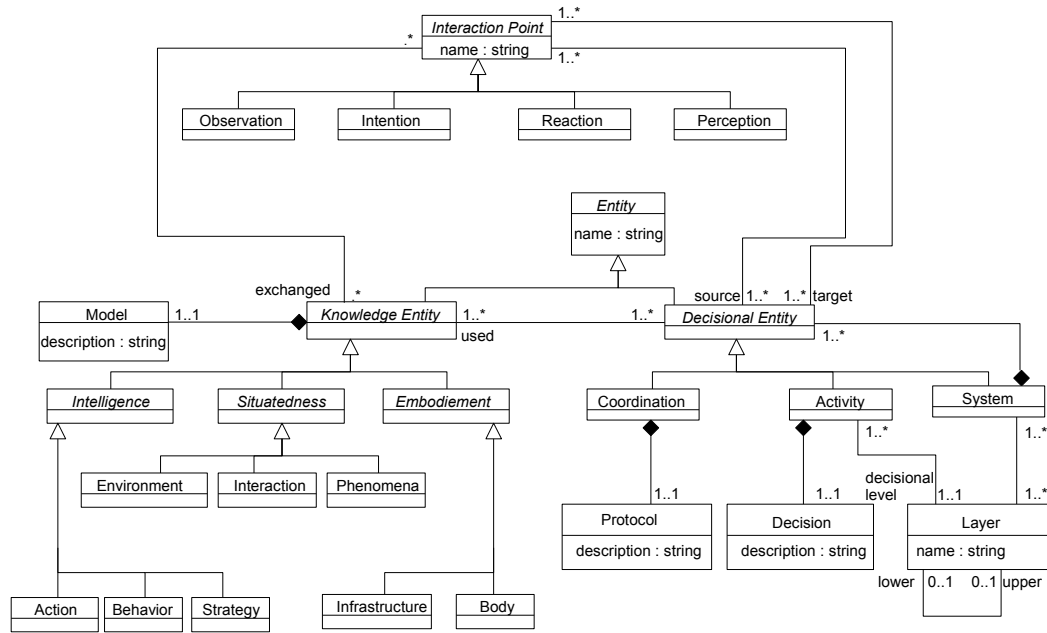 1..*
Interaction Point
.*
name : string
1..*
Observation
Intention
Reaction
Perception
Entity
name : string
exchanged
.*
source
1..*
1..*
target
Model
1..1
Knowledge Entity
1..*
1..*
Decisional Entity
description : string
used
1..*
Intelligence
Situatedness
Embodiement
Coordination
Activity
System
1..*
1..*
Environment
Interaction
Phenomena
decisional
level
1..1
1..1
1..1
1..*
Protocol
Decision
Layer
description : string
description : string
name : string
lower
0..1
0..1
upper
Action
Behavior
Strategy
Infrastructure
Body